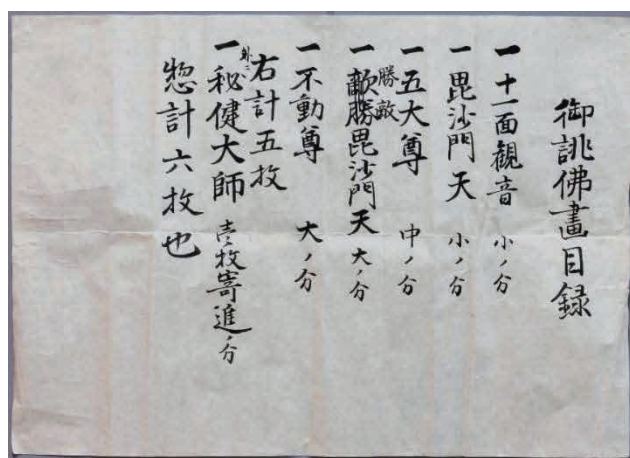 御誂佛畫目録
一十一面観音 小ノ分
一毘沙門天 小ノ分
一五大尊 中ノ分
勝敵
一敵勝毘沙門天 大ノ分
一不動尊 大ノ分
右計五枚
外ニ
一秘健大師 壱枚寄進ノ分
惣計六枚也